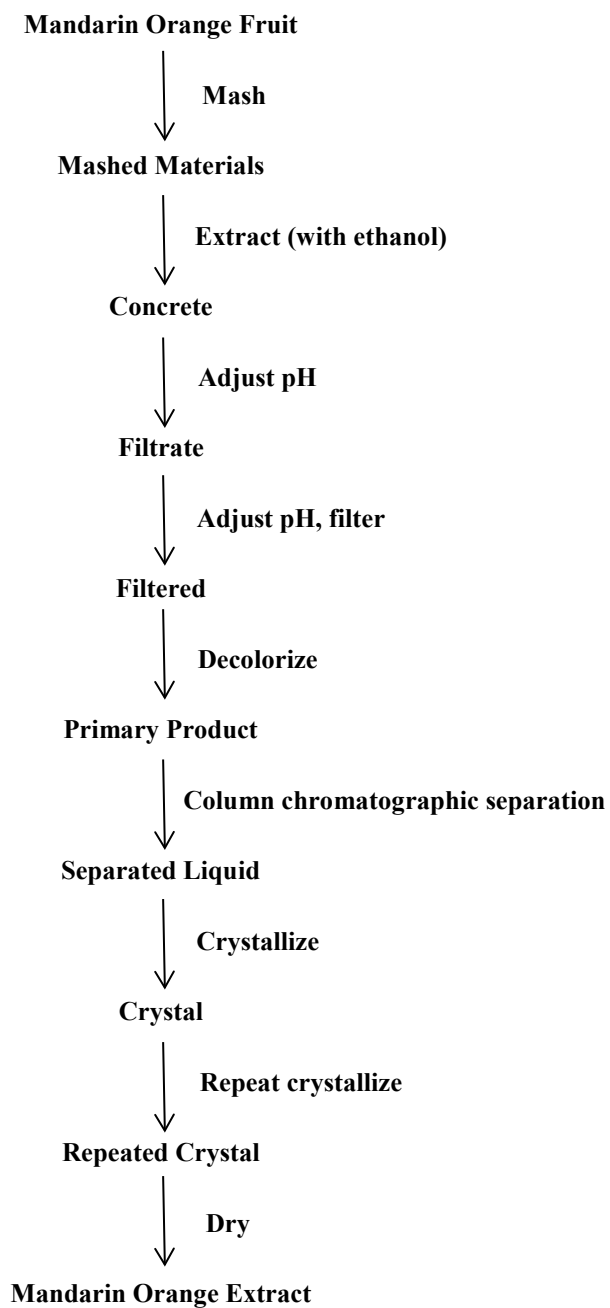 Mandarin Orange Fruit
Mash
Mashed Materials
Extract (with ethanol)
Concrete
Adjust pH
Filtrate
Adjust pH, filter
Filtered
Decolorize
Primary Product
Column chromatographic separation
Separated Liquid
Crystallize
Crystal
Repeat crystallize
Repeated Crystal
Dry
Mandarin Orange Extract